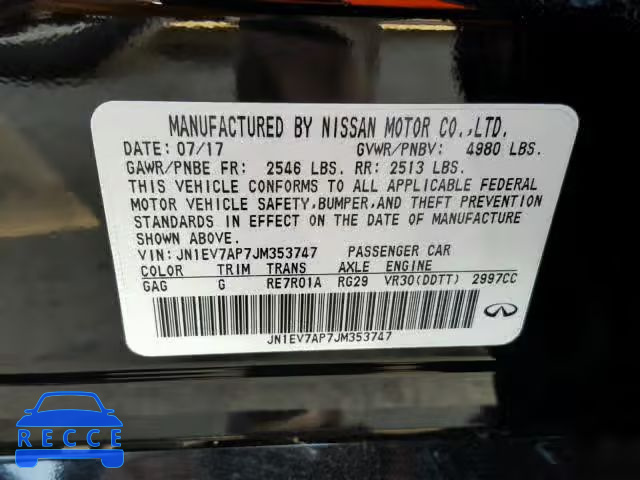 MANUFACTURED BY NISSAN MOTOR CO.,LTD.
DATE: 07/17 GVWR/PNBV: 4980 LBS.
GAWR/PNBE FR: 2546 LBS. RR: 2513 LBS.
THIS VEHICLE CONFORMS TO ALL APPLICABLE FEDERAL
MOTOR VEHICLE SAFETY,BUMPER,AND THEFT PREVENTION
STANDARDS IN EFFECT ON THE DATE OF MANUFACTURE
SHOWN ABOVE.
VIN: JN1EV7AP7JM353747 PASSENGER CAR
COLOR TRIM TRANS AXLE ENGINE
GAG G RE7R01A RG29 VR30(DDTT) 2997CC
JN1EV7AP7JM353747
RECCE